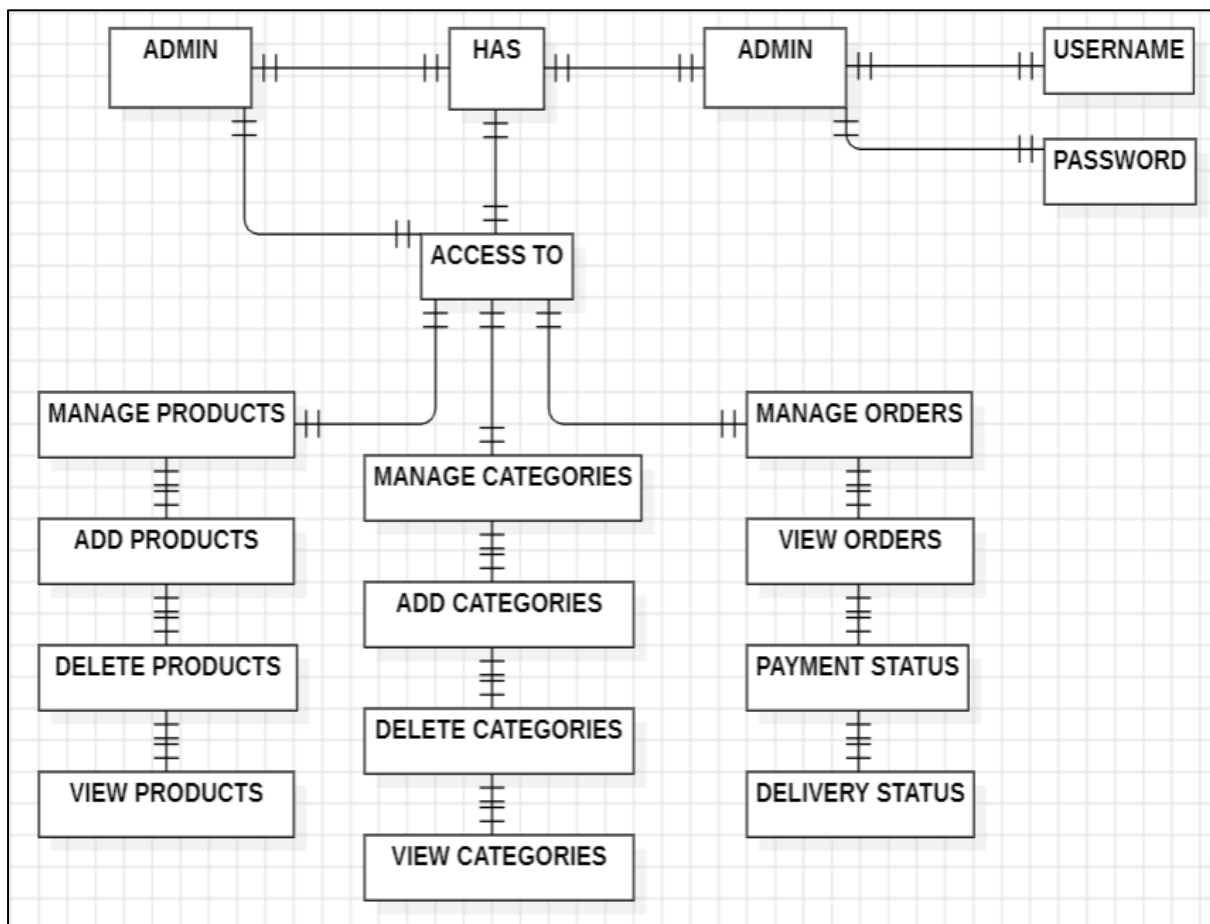 ADMIN
HAS
ADMIN
USERNAME
PASSWORD
ACCESS TO
MANAGE PRODUCTS
MANAGE ORDERS
MANAGE CATEGORIES
ADD PRODUCTS
VIEW ORDERS
ADD CATEGORIES
DELETE PRODUCTS
PAYMENT STATUS
DELETE CATEGORIES
VIEW PRODUCTS
DELIVERY STATUS
VIEW CATEGORIES